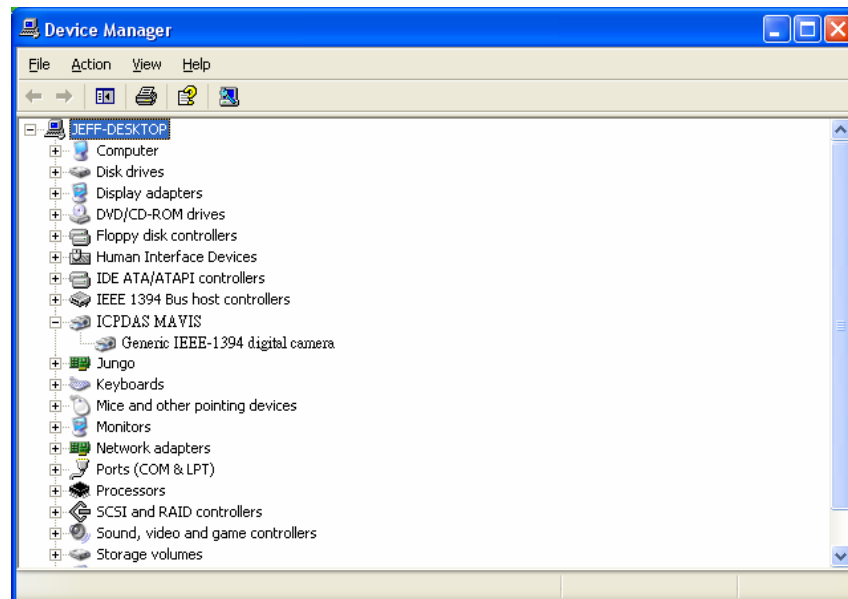 Device Manager
File Action View Help
JEFF-DESKTOP
Computer
Disk drives
Display adapters
DVD/CD-ROM drives
Floppy disk controllers
Human Interface Devices
IDE ATA/ATAPI controllers
IEEE 1394 Bus host controllers
ICPDAS MAVIS
Generic IEEE-1394 digital camera
Jungo
Keyboards
Mice and other pointing devices
Monitors
Network adapters
Ports (COM & LPT)
Processors
SCSI and RAID controllers
Sound, video and game controllers
Storage volumes